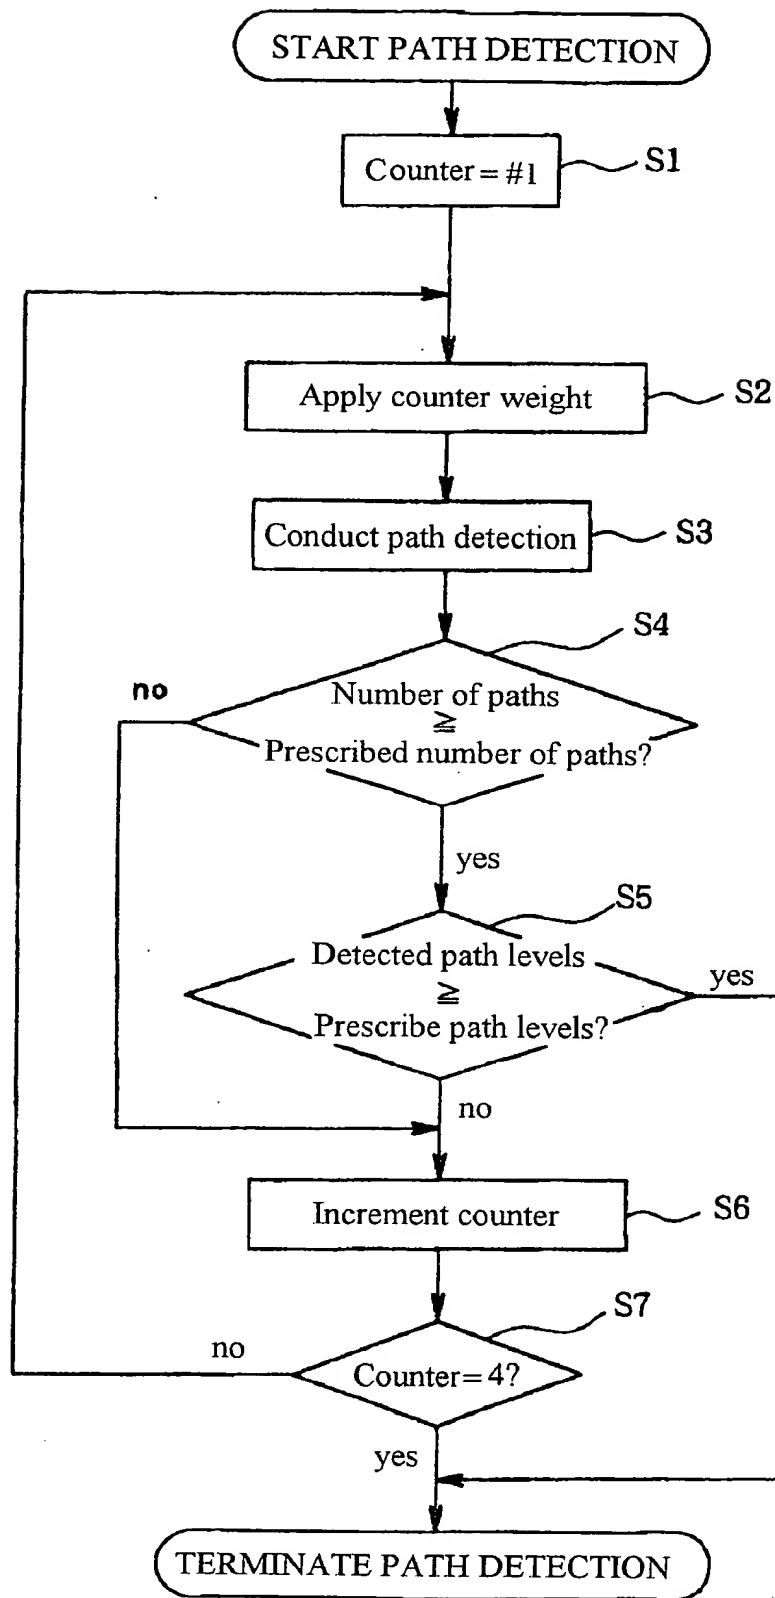 START PATH DETECTION
Counter = #1
S1
Apply counter weight
S2
Conduct path detection
S3
S4
no
Number of paths
≧
Prescribed number of paths?
yes
S5
Detected path levels
≧
Prescribe path levels?
yes
no
Increment counter
S6
S7
no
Counter = 4?
yes
TERMINATE PATH DETECTION